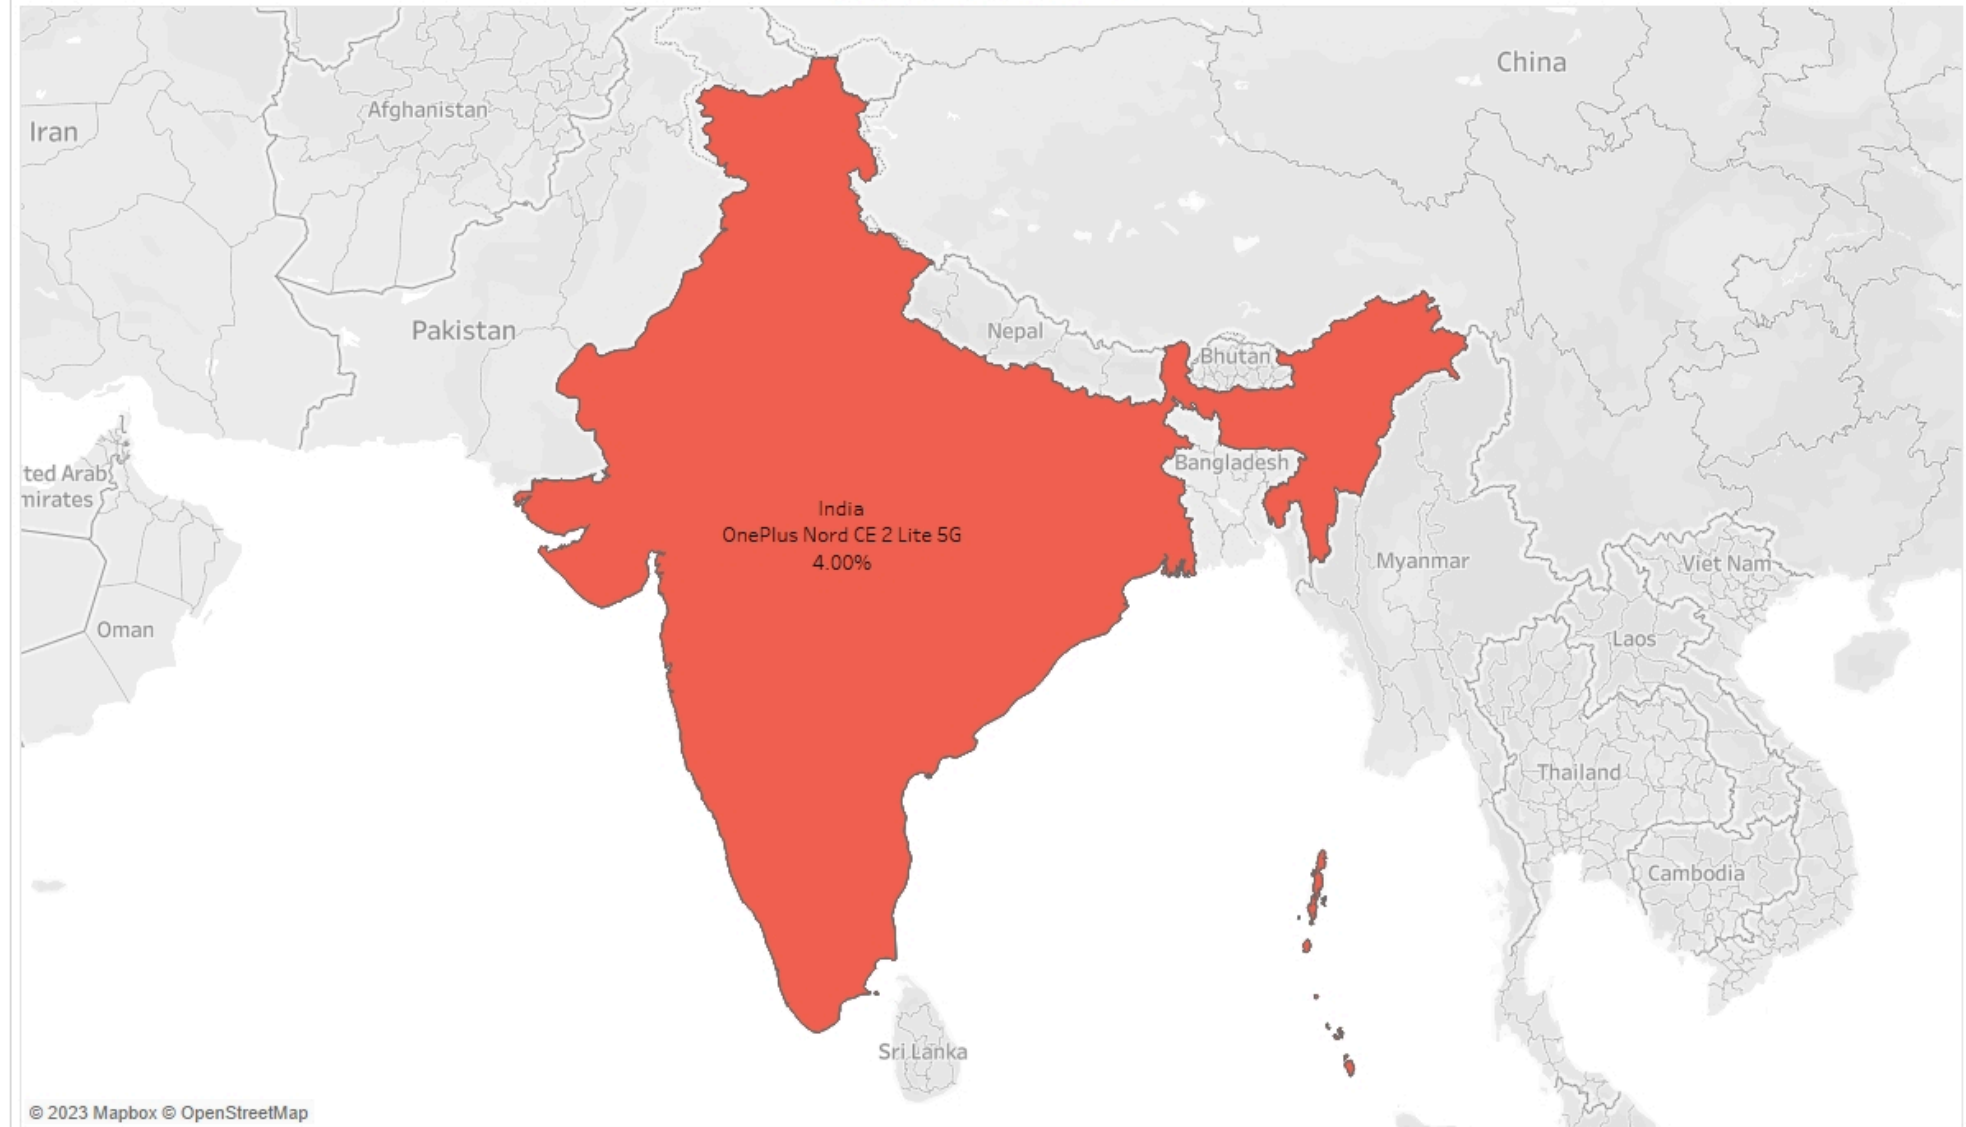 China
Afghanistan
Iran
Pakistan
Nepal
Bhutan
Bangladesh
ted Arab
mirates
India
OnePlus Nord CE 2 Lite 5G
4.00%
Myanmar
Viet Nam
Oman
Laos
Thailand
Cambodia
Sri Lanka
© 2023 Mapbox © OpenStreetMap